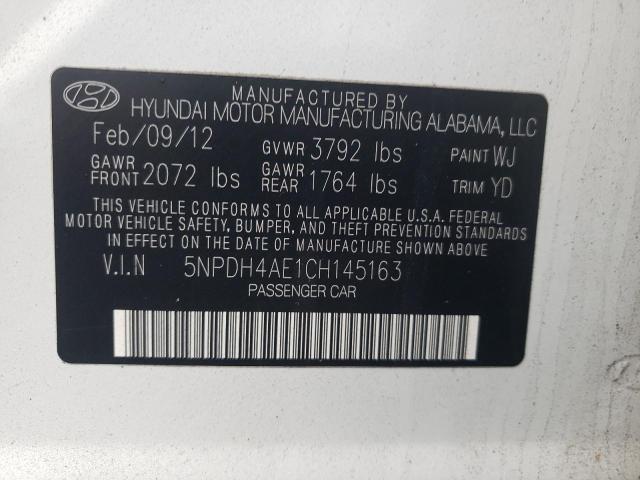 MANUFACTURED BY
HYUNDAI MOTOR MANUFACTURING ALABAMA, LLC
Feb/09/12 GVWR 3792 lbs PAINT WJ
GAWR FRONT 2072 lbs GAWR REAR 1764 lbs TRIM YD
THIS VEHICLE CONFORMS TO ALL APPLICABLE U.S.A. FEDERAL
MOTOR VEHICLE SAFETY, BUMPER, AND THEFT PREVENTION STANDARDS
IN EFFECT ON THE DATE OF MANUFACTURE SHOWN ABOVE
V.I.N 5NPDH4AE1CH145163
PASSENGER CAR